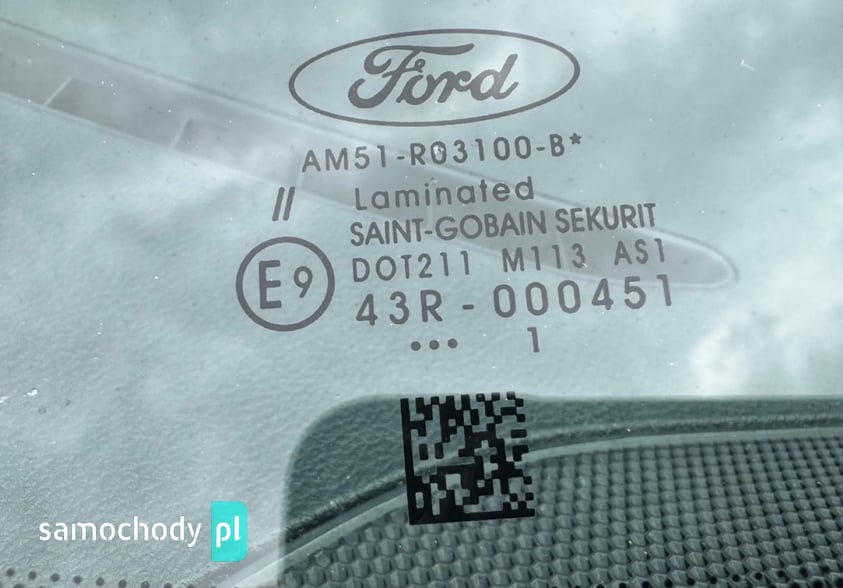 Ford
AM51-R03100-B*
// Laminated
SAINT-GOBAIN SEKURIT
E9 DOT211 M113 AS1
43R-000451
... 1
samochody pl